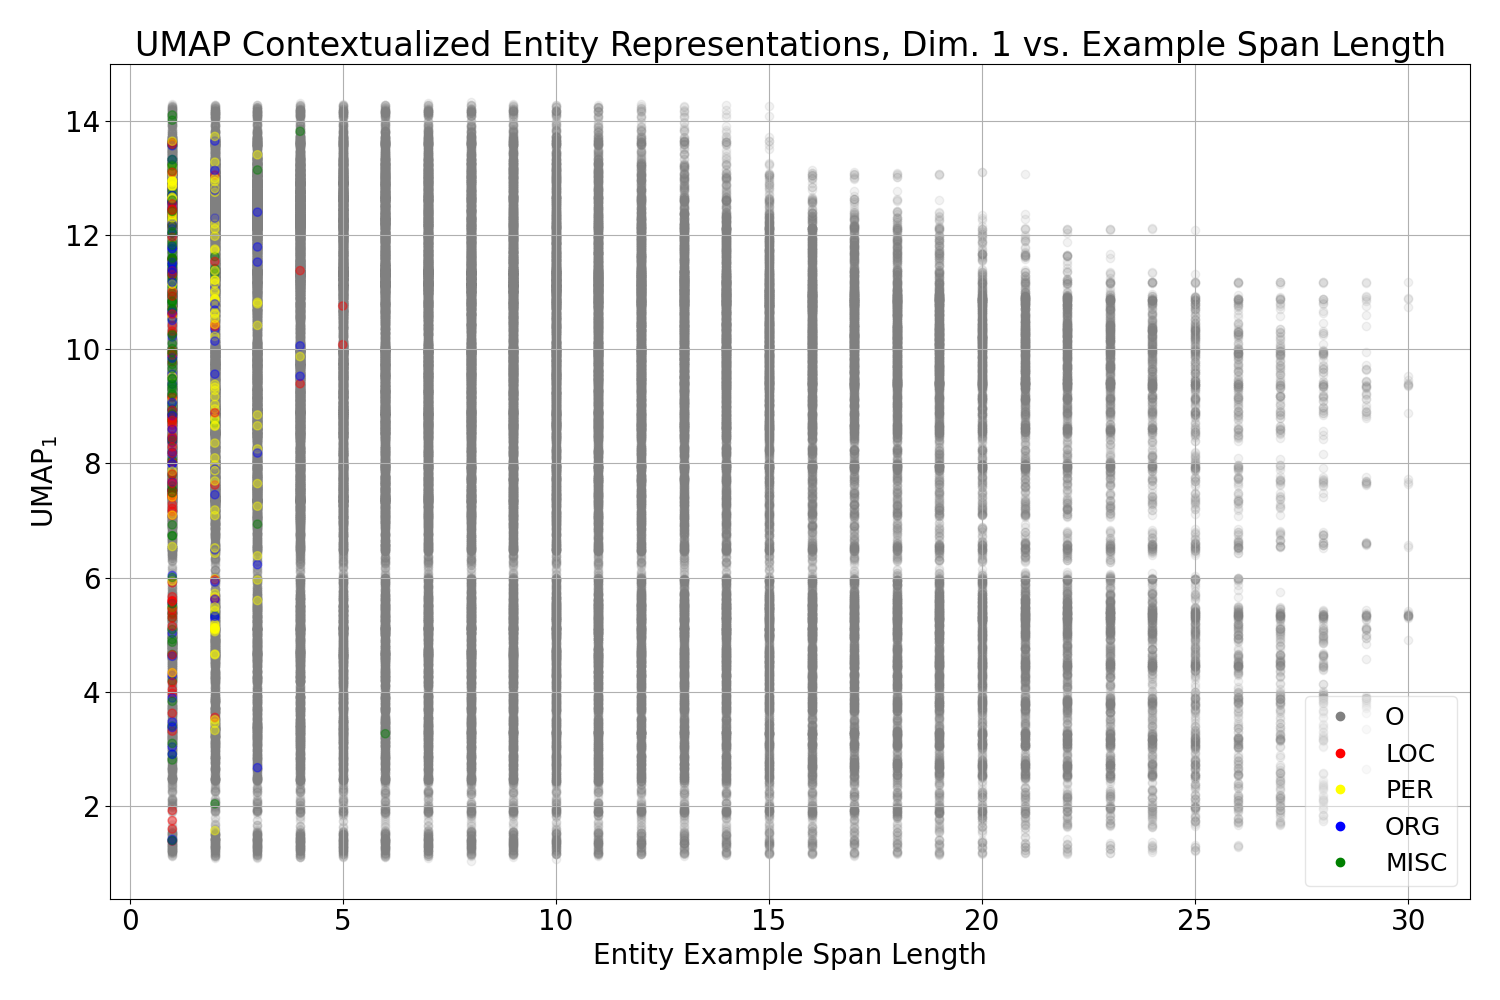 UMAP Contextualized Entity Representations, Dim. 1 vs. Example Span Length
14
12
10
8
6
4
2
UMAP₁
0 5 10 15 20 25 30
Entity Example Span Length
O
LOC
PER
ORG
MISC